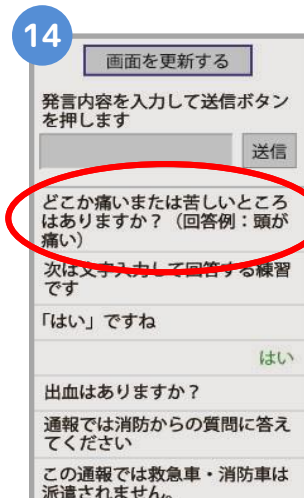 14
画面を更新する
発言内容を入力して送信ボタン
を押します
送信
どこか痛いまたは苦しいところ
はありますか？（回答例：頭が
痛い）
次は文字入力して回答する練習
です
「はい」ですね
はい
出血はありますか？
通報では消防からの質問に答え
てください
この通報では救急車・消防車は
派遣されません。